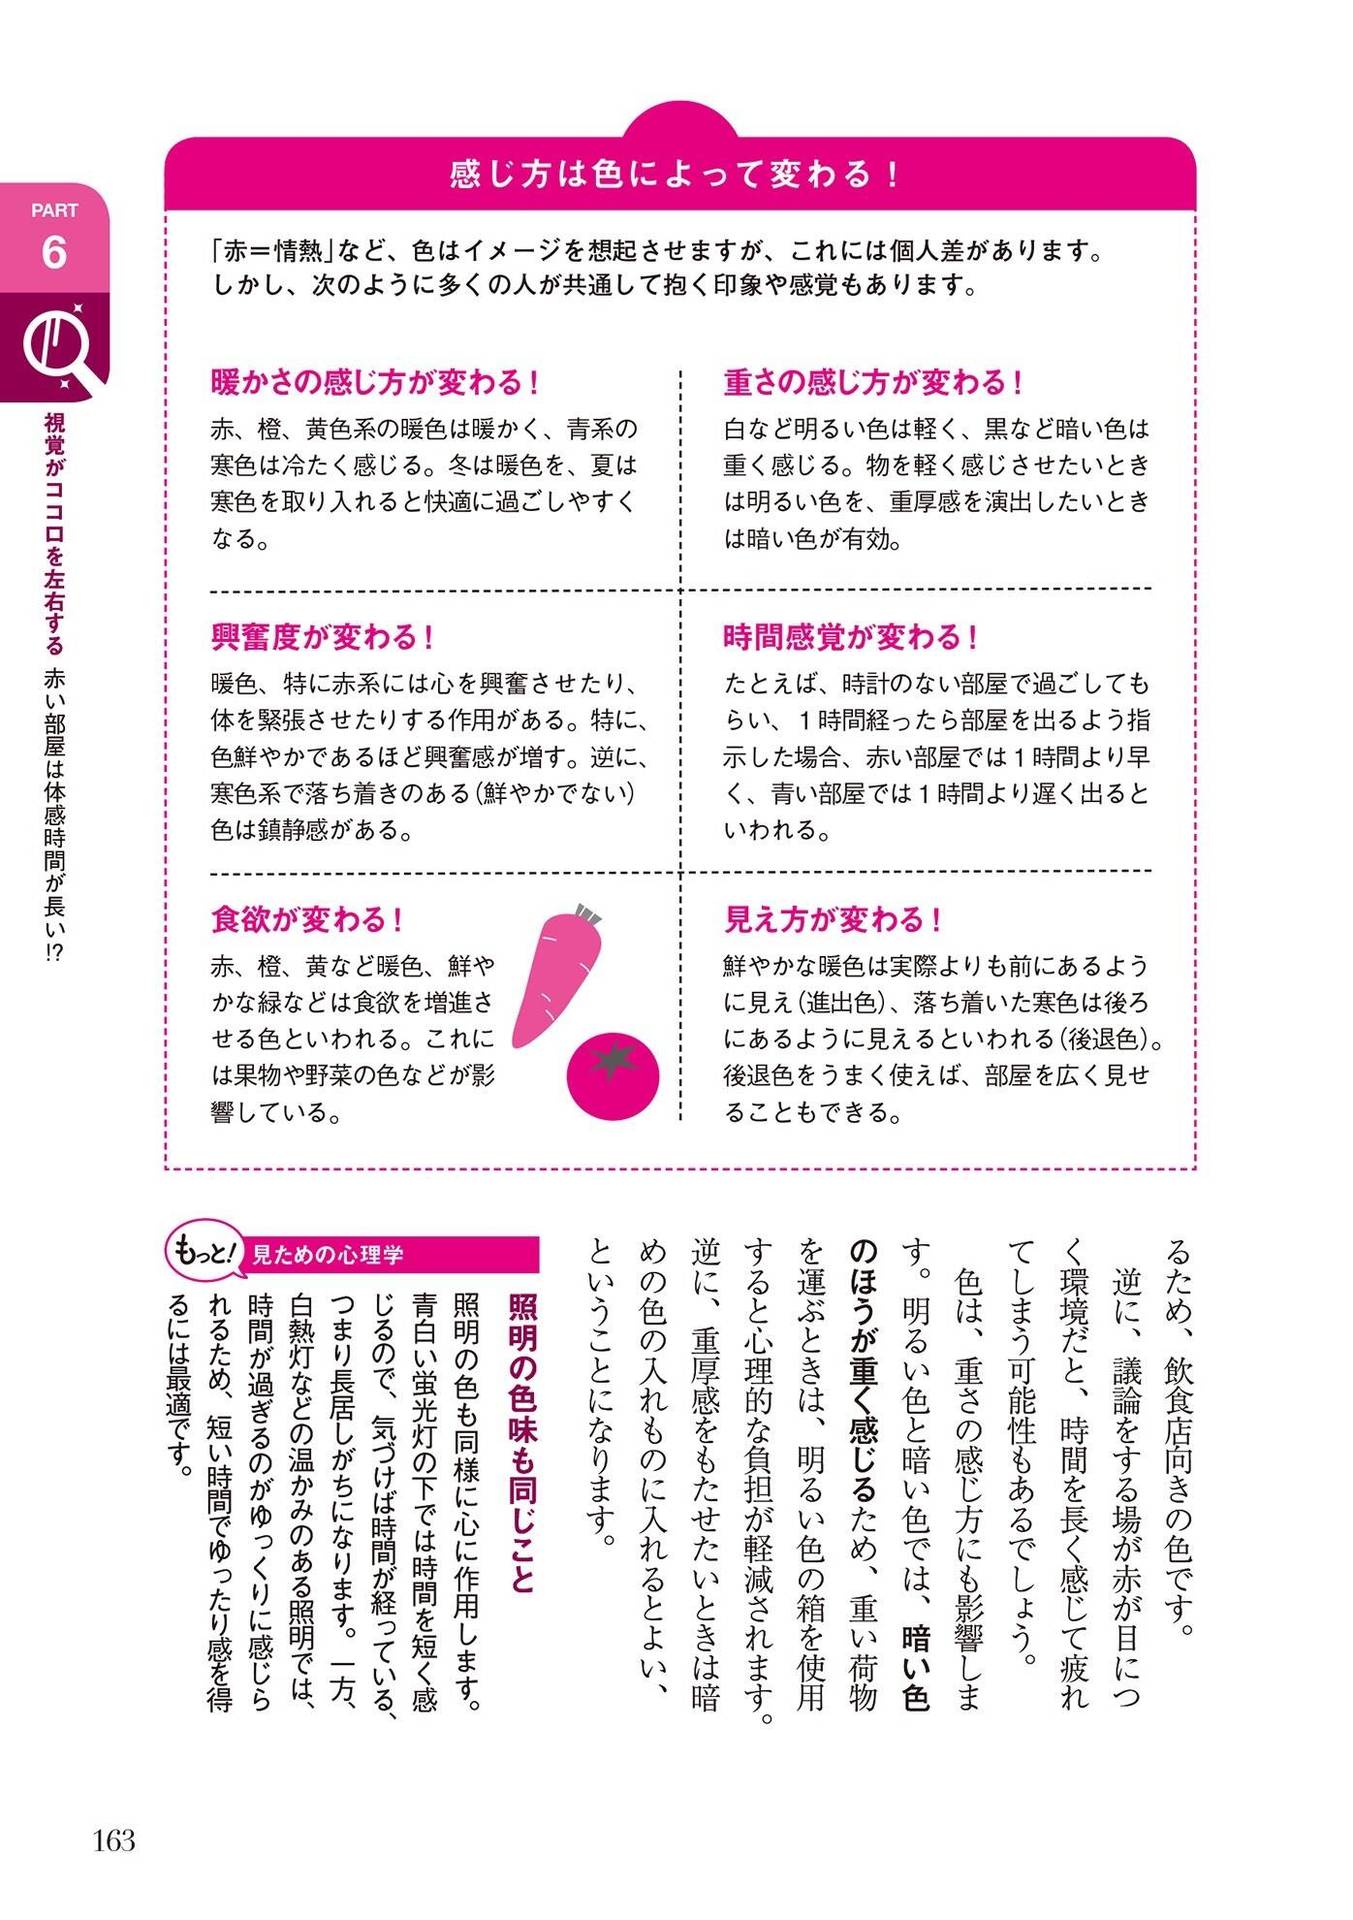 感じ方は色によって変わる！
「赤＝情熱」など、色はイメージを想起させますが、これには個人差があります。
しかし、次のように多くの人が共通して抱く印象や感覚もあります。
暖かさの感じ方が変わる！
赤、橙、黄色系の暖色は暖かく、青系の
寒色は冷たく感じる。冬は暖色を、夏は
寒色を取り入れると快適に過ごしやすく
なる。
重さの感じ方が変わる！
白など明るい色は軽く、黒など暗い色は
重く感じる。物を軽く感じさせたいとき
は明るい色を、重厚感を演出したいとき
は暗い色が有効。
興奮度が変わる！
暖色、特に赤系には心を興奮させたり、
体を緊張させたりする作用がある。特に、
色鮮やかであるほど興奮感が増す。逆に、
寒色系で落ち着きのある（鮮やかでない）
色は鎮静感がある。
時間感覚が変わる！
たとえば、時計のない部屋で過ごしても
らい、１時間経ったら部屋を出るよう指
示した場合、赤い部屋では１時間より早
く、青い部屋では１時間より遅く出ると
いわれる。
食欲が変わる！
赤、橙、黄など暖色、鮮や
かな緑などは食欲を増進さ
せる色といわれる。これに
は果物や野菜の色などが影
響している。
見え方が変わる！
鮮やかな暖色は実際よりも前にあるよう
に見え（進出色）、落ち着いた寒色は後ろ
にあるように見えるといわれる（後退色）。
後退色をうまく使えば、部屋を広く見せ
ることもできる。
るため、飲食店向きの色です。
逆に、議論をする場が赤が目につ
く環境だと、時間を長く感じて疲れ
てしまう可能性もあるでしょう。
色は、重さの感じ方にも影響しま
す。明るい色と暗い色では、暗い色
のほうが重く感じるため、重い荷物
を運ぶときは、明るい色の箱を使用
すると心理的な負担が軽減されます。
逆に、重厚感をもたせたいときは暗
めの色の入れものに入れるとよい、
ということになります。
もっと！
見ための心理学
照明の色味も同じこと
照明の色も同様に心に作用します。
青白い蛍光灯の下では時間を短く感
じるので、気づけば時間が経っている、
つまり長居しがちになります。一方、
白熱灯などの温かみのある照明では、
時間が過ぎるのがゆっくりに感じら
れるため、短い時間でゆったり感を得
るには最適です。
PART
6
視覚がココロを左右する 赤い部屋は体感時間が長い!?
163